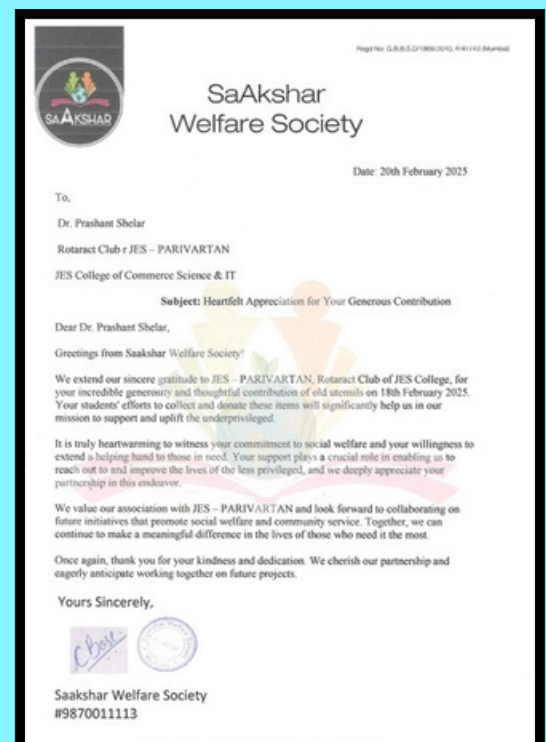 Regd No: G.B.B.S.D/1808/2010, F/41743 (Mumbai)
SAAKSHAR
SaAkshar
Welfare Society
Date: 20th February 2025
To,
Dr. Prashant Shelar
Rotaract Club r JES – PARIVARTAN
JES College of Commerce Science & IT
Subject: Heartfelt Appreciation for Your Generous Contribution
Dear Dr. Prashant Shelar,
Greetings from Saakshar Welfare Society!
We extend our sincere gratitude to JES – PARIVARTAN, Rotaract Club of JES College, for
your incredible generosity and thoughtful contribution of old utensils on 18th February 2025.
Your students' efforts to collect and donate these items will significantly help us in our
mission to support and uplift the underprivileged.
It is truly heartwarming to witness your commitment to social welfare and your willingness to
extend a helping hand to those in need. Your support plays a crucial role in enabling us to
reach out to and improve the lives of the less privileged, and we deeply appreciate your
partnership in this endeavor.
We value our association with JES – PARIVARTAN and look forward to collaborating on
future initiatives that promote social welfare and community service. Together, we can
continue to make a meaningful difference in the lives of those who need it the most.
Once again, thank you for your kindness and dedication. We cherish our partnership and
eagerly anticipate working together on future projects.
Yours Sincerely,
C Bose
Saakshar Welfare Society
#9870011113